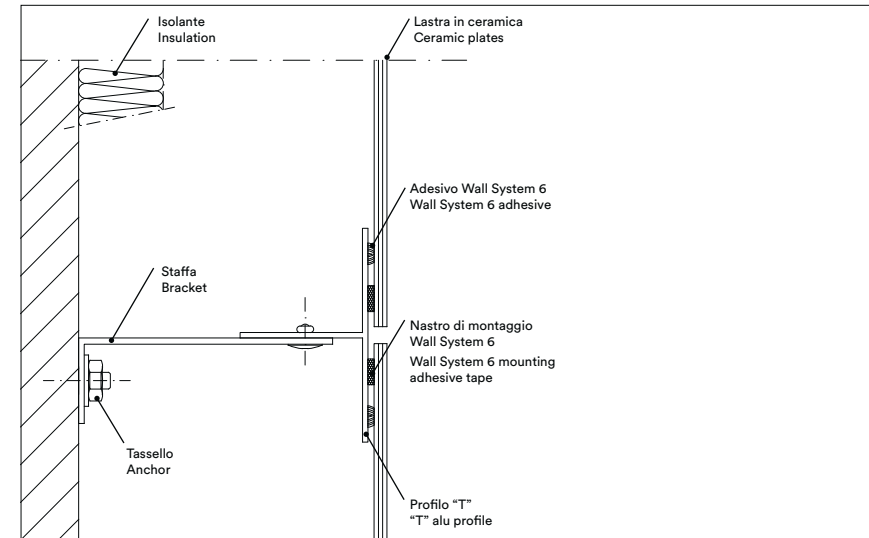 Isolante
Insulation
Lastra in ceramica
Ceramic plates
Adesivo Wall System 6
Wall System 6 adhesive
Staffa
Bracket
Nastro di montaggio
Wall System 6
Wall System 6 mounting
adhesive tape
Tassello
Anchor
Profilo “T”
“T” alu profile